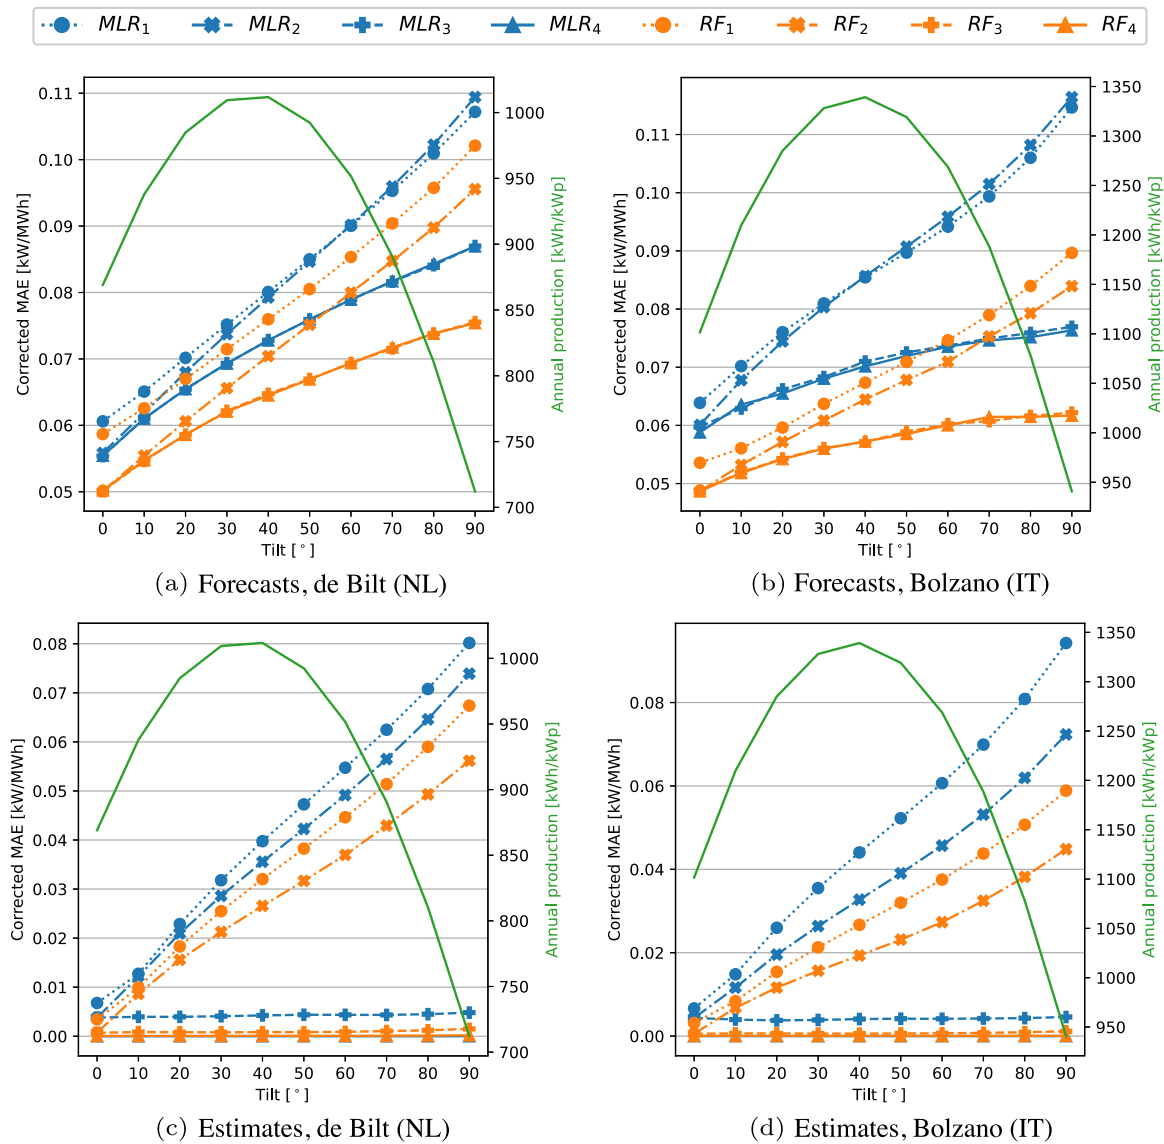 MLR₁ MLR₂ MLR₃ MLR₄ RF₁ RF₂ RF₃ RF₄
Corrected MAE [kW/MWh]
0.11
0.10
0.09
0.08
0.07
0.06
0.05
0 10 20 30 40 50 60 70 80 90
Tilt [°]
1000
950
900
850
800
750
700
Annual production [kWh/kWp]
(a) Forecasts, de Bilt (NL)
Corrected MAE [kW/MWh]
0.11
0.10
0.09
0.08
0.07
0.06
0.05
0 10 20 30 40 50 60 70 80 90
Tilt [°]
1350
1300
1250
1200
1150
1100
1050
1000
950
Annual production [kWh/kWp]
(b) Forecasts, Bolzano (IT)
Corrected MAE [kW/MWh]
0.08
0.07
0.06
0.05
0.04
0.03
0.02
0.01
0.00
0 10 20 30 40 50 60 70 80 90
Tilt [°]
1000
950
900
850
800
750
700
Annual production [kWh/kWp]
(c) Estimates, de Bilt (NL)
Corrected MAE [kW/MWh]
0.08
0.06
0.04
0.02
0.00
0 10 20 30 40 50 60 70 80 90
Tilt [°]
1350
1300
1250
1200
1150
1100
1050
1000
950
Annual production [kWh/kWp]
(d) Estimates, Bolzano (IT)